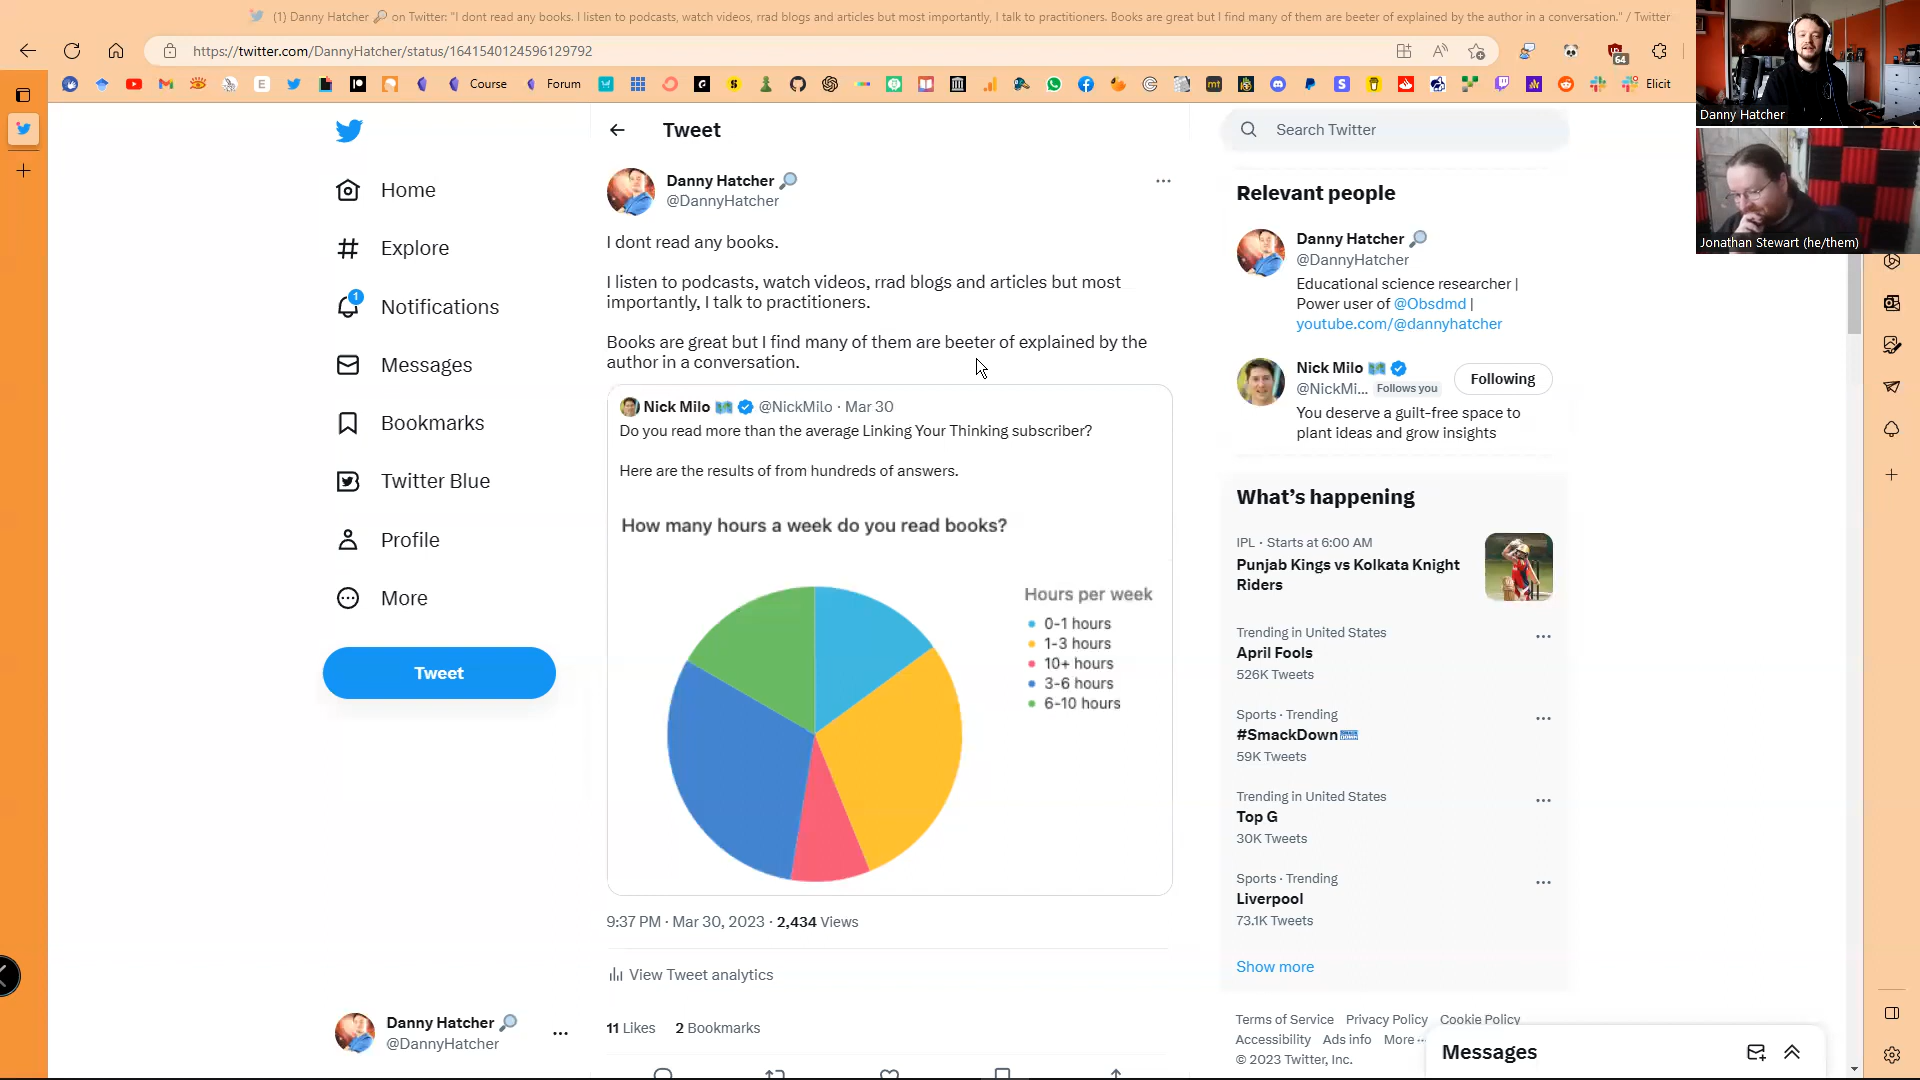 (1) Danny Hatcher 🔎 on Twitter: "I dont read any books. I listen to podcasts, watch videos, rrad blogs and articles but most importantly, I talk to practitioners. Books are great but I find many of them are beeter of explained by the author in a conversation." / Twitter
https://twitter.com/DannyHatcher/status/1641540124596129792
64
Course
Forum
Elicit
Danny Hatcher
Jonathan Stewart (he/them)
Home
Explore
1
Notifications
Messages
Bookmarks
Twitter Blue
Profile
More
Tweet
Danny Hatcher 🔎
@DannyHatcher
Tweet
Danny Hatcher 🔎
@DannyHatcher
I dont read any books.
I listen to podcasts, watch videos, rrad blogs and articles but most
importantly, I talk to practitioners.
Books are great but I find many of them are beeter of explained by the
author in a conversation.
Nick Milo @NickMilo · Mar 30
Do you read more than the average Linking Your Thinking subscriber?
Here are the results of from hundreds of answers.
How many hours a week do you read books?
Hours per week
0-1 hours
1-3 hours
10+ hours
3-6 hours
6-10 hours
9:37 PM · Mar 30, 2023 · 2,434 Views
View Tweet analytics
11 Likes 2 Bookmarks
Search Twitter
Relevant people
Danny Hatcher 🔎
@DannyHatcher
Educational science researcher |
Power user of @Obsdmd |
youtube.com/@dannyhatcher
Nick Milo
@NickMi... Follows you
Following
You deserve a guilt-free space to
plant ideas and grow insights
What's happening
IPL · Starts at 6:00 AM
Punjab Kings vs Kolkata Knight
Riders
Trending in United States
April Fools
526K Tweets
Sports · Trending
#SmackDown
59K Tweets
Trending in United States
Top G
30K Tweets
Sports · Trending
Liverpool
73.1K Tweets
Show more
Terms of Service Privacy Policy Cookie Policy
Accessibility Ads info More ···
© 2023 Twitter, Inc.
Messages